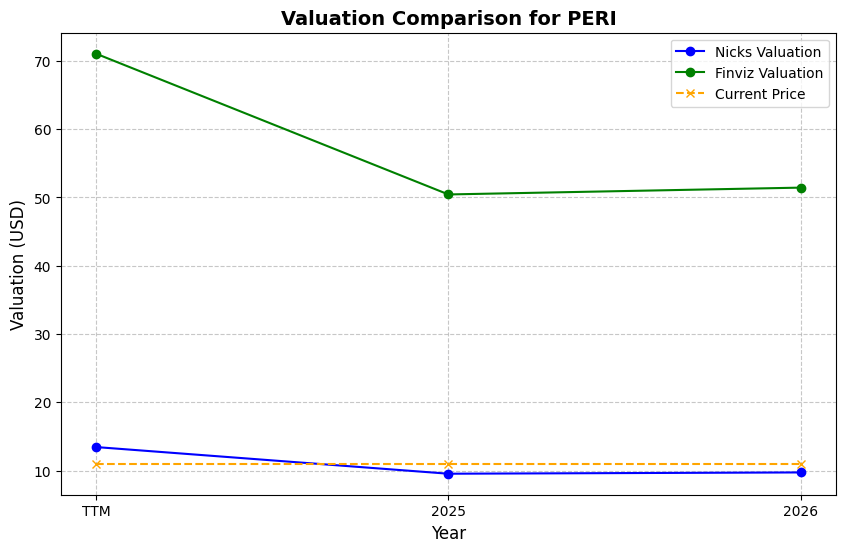 Valuation Comparison for PERI
Nicks Valuation
Finviz Valuation
Current Price
Valuation (USD)
70
60
50
40
30
20
10
TTM
2025
2026
Year